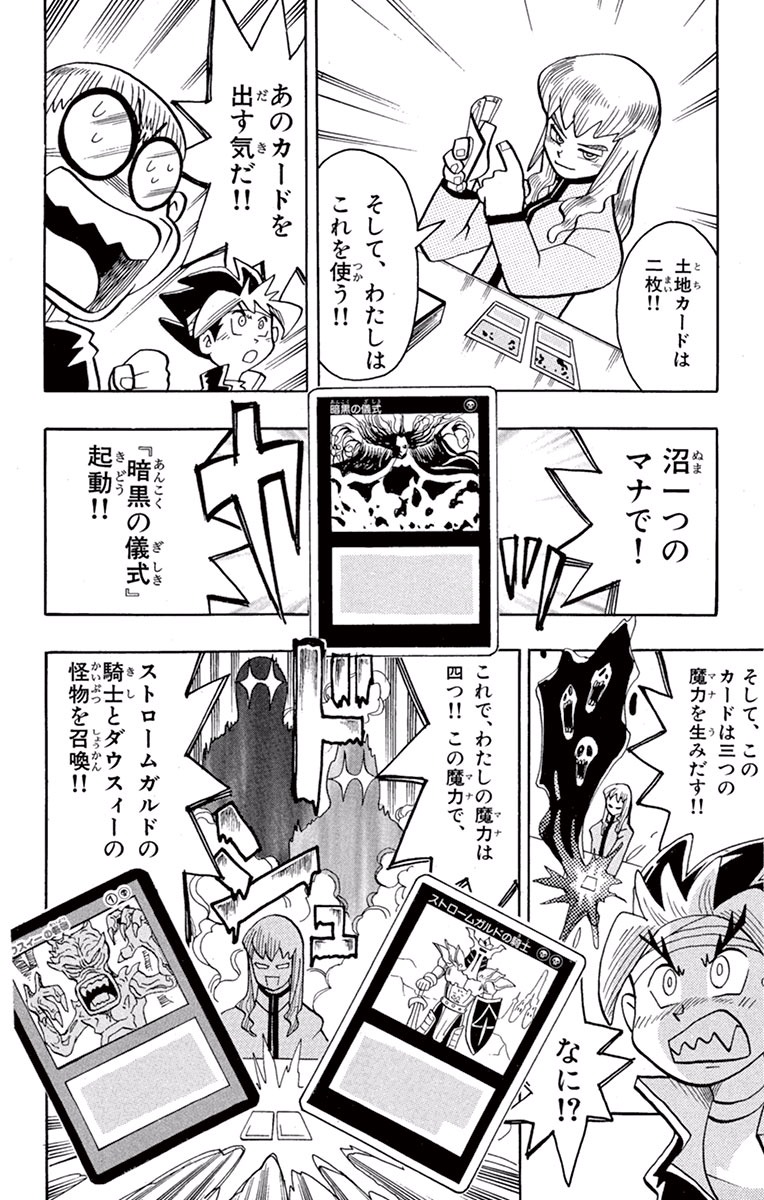 土地カードは
二枚!!
そして、わたしは
これを使う!!
あのカードを
出す気だ!!
沼一つの
マナで!
暗黒の儀式
カッ!!
『暗黒の儀式』
起動!!
そして、この
カードは三つの
魔力を生みだす!!
なに!?
これで、わたしの魔力は
四つ!! この魔力で、
ドドシュ
ストロームガルドの
騎士とダウスィーの
怪物を召喚!!
ストロームガルドの騎士